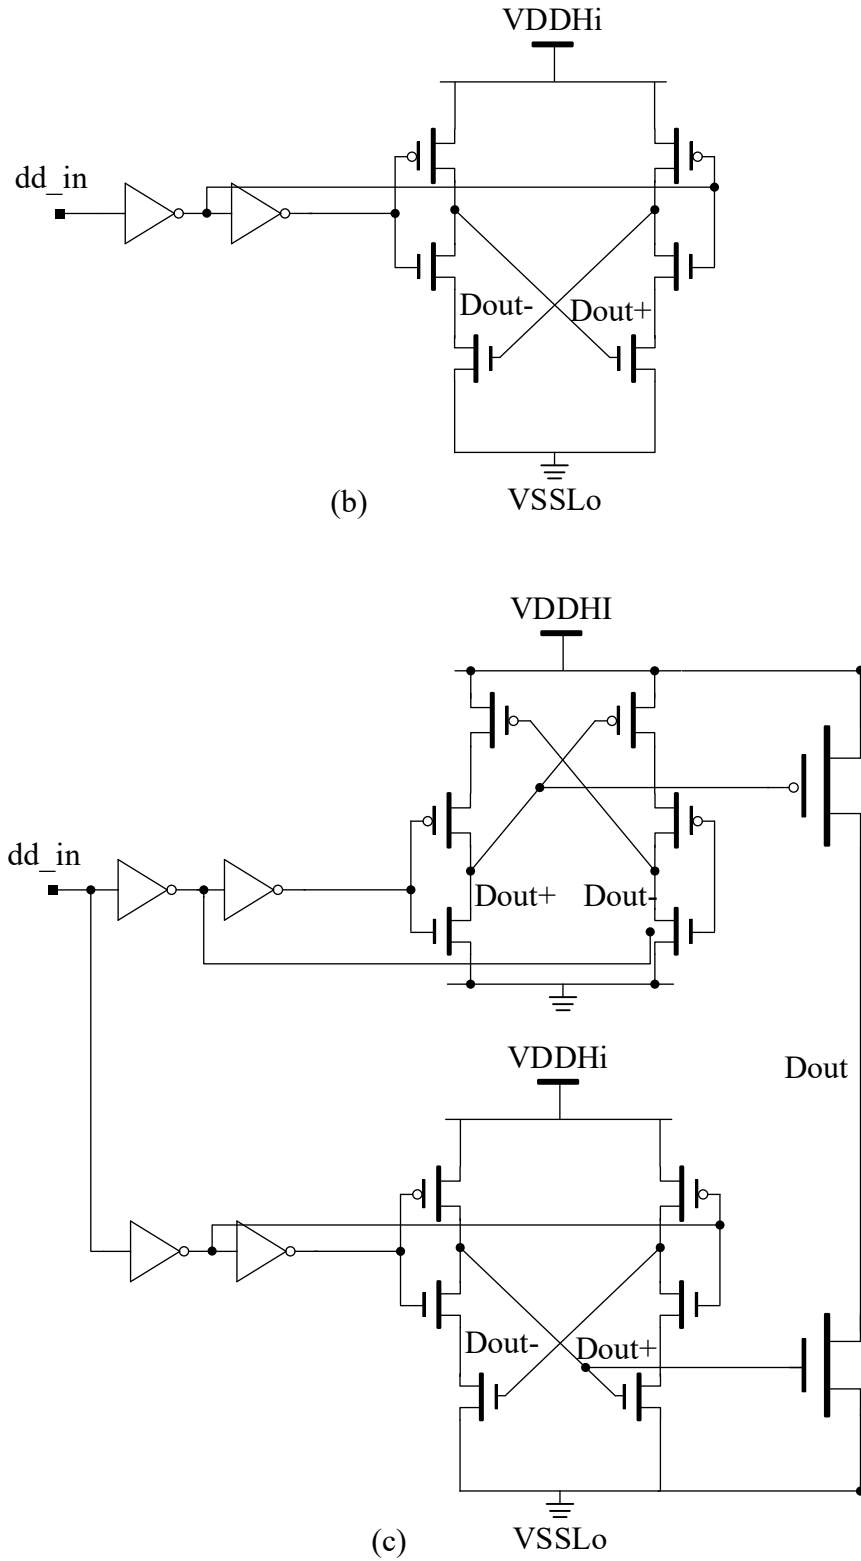 VDDHi
dd_in
Dout- Dout+
VSSLo
(b)
VDDHI
dd_in
Dout+ Dout-
VDDHi
Dout
Dout- Dout+
VSSLo
(c)